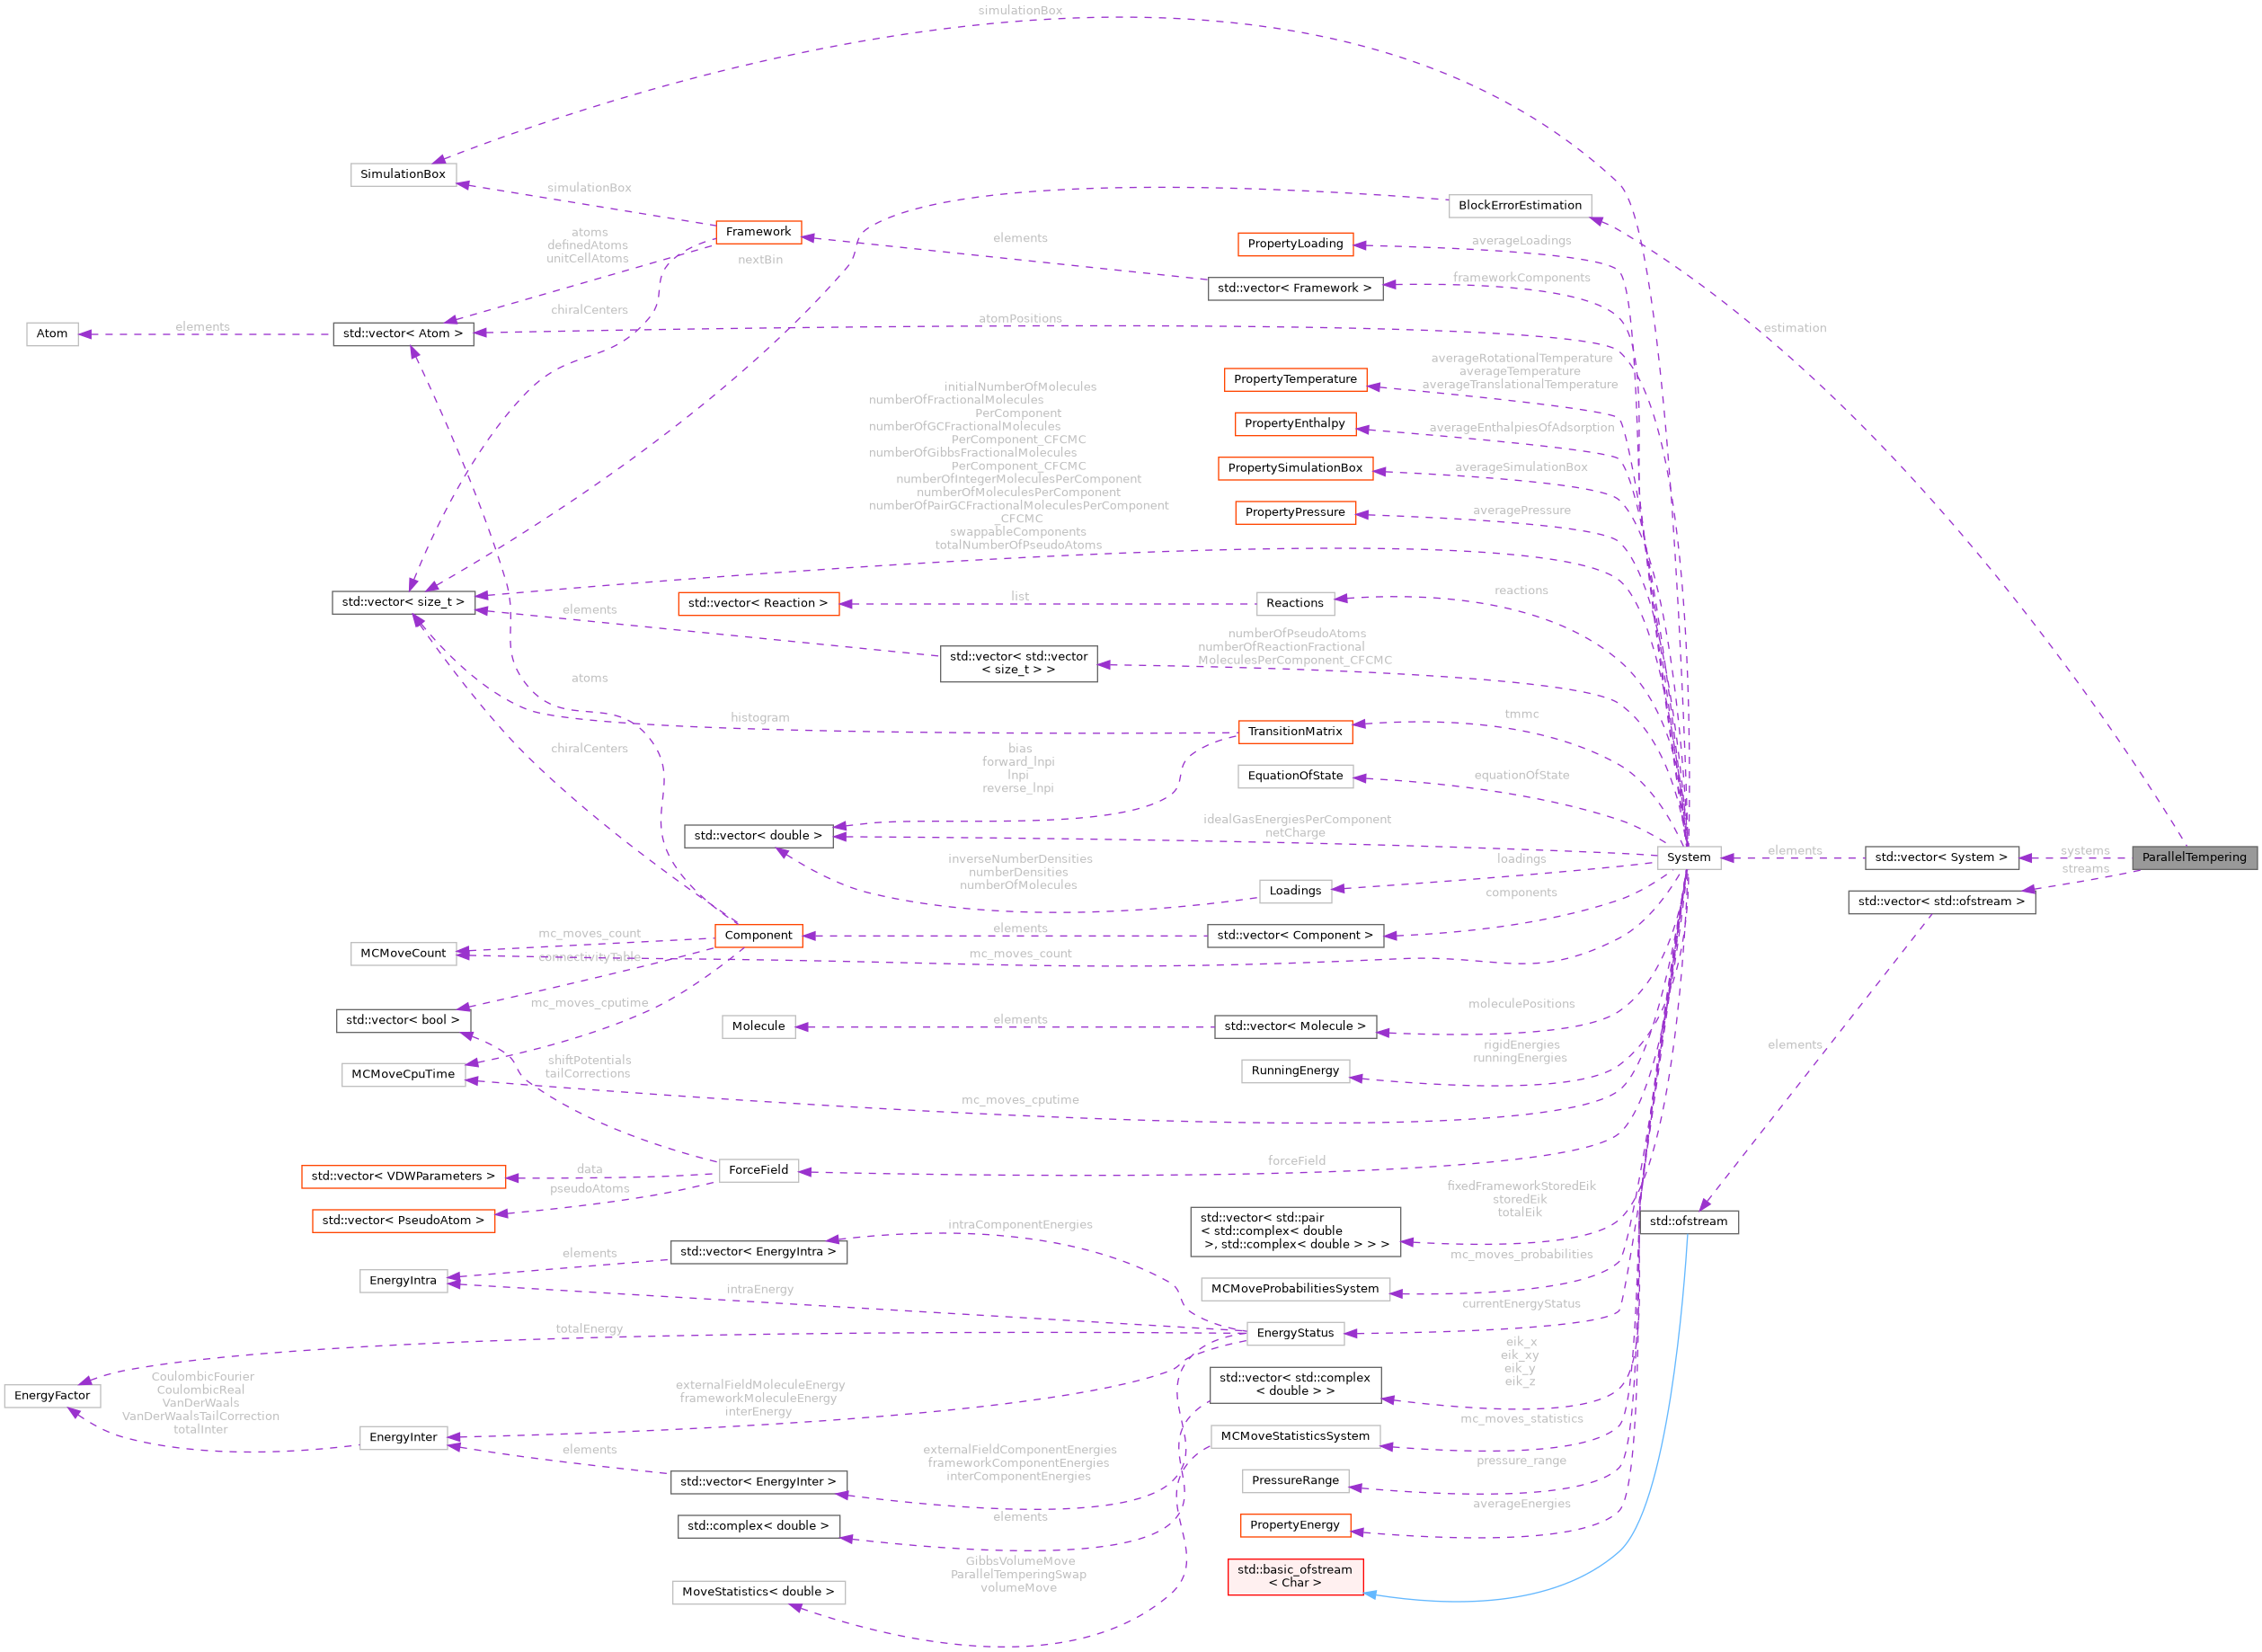 simulationBox
SimulationBox
simulationBox
BlockErrorEstimation
Framework
atoms
definedAtoms
unitCellAtoms
nextBin
elements
PropertyLoading
averageLoadings
std::vector< Framework >
frameworkComponents
chiralCenters
Atom
elements
std::vector< Atom >
atomPositions
estimation
PropertyTemperature
averageRotationalTemperature
averageTemperature
averageTranslationalTemperature
initialNumberOfMolecules
numberOfFractionalMolecules
PerComponent
numberOfGCFractionalMolecules
PerComponent_CFCMC
numberOfGibbsFractionalMolecules
PerComponent_CFCMC
numberOfIntegerMoleculesPerComponent
numberOfMoleculesPerComponent
numberOfPairGCFractionalMoleculesPerComponent
_CFCMC
swappableComponents
totalNumberOfPseudoAtoms
PropertyEnthalpy
averageEnthalpiesOfAdsorption
PropertySimulationBox
averageSimulationBox
PropertyPressure
averagePressure
std::vector< size_t >
elements
std::vector< Reaction >
list
Reactions
reactions
std::vector< std::vector
< size_t > >
numberOfPseudoAtoms
numberOfReactionFractional
MoleculesPerComponent_CFCMC
atoms
histogram
TransitionMatrix
tmmc
chiralCenters
bias
forward_lnpi
lnpi
reverse_lnpi
EquationOfState
equationOfState
std::vector< double >
idealGasEnergiesPerComponent
netCharge
inverseNumberDensities
numberDensities
numberOfMolecules
Loadings
loadings
System
elements
std::vector< System >
systems
ParallelTempering
streams
std::vector< std::ofstream >
components
MCMoveCount
mc_moves_count
Component
elements
std::vector< Component >
mc_moves_count
connectivityTable
std::vector< bool >
mc_moves_cputime
Molecule
elements
std::vector< Molecule >
moleculePositions
elements
MCMoveCpuTime
shiftPotentials
tailCorrections
RunningEnergy
rigidEnergies
runningEnergies
mc_moves_cputime
std::vector< VDWParameters >
data
ForceField
forceField
pseudoAtoms
std::vector< PseudoAtom >
std::vector< std::pair
< std::complex< double
>, std::complex< double > > >
fixedFrameworkStoredEik
storedEik
totalEik
std::ofstream
intraComponentEnergies
std::vector< EnergyIntra >
elements
EnergyIntra
mc_moves_probabilities
MCMoveProbabilitiesSystem
intraEnergy
currentEnergyStatus
EnergyStatus
totalEnergy
EnergyFactor
CoulombicFourier
CoulombicReal
VanDerWaals
VanDerWaalsTailCorrection
totalInter
externalFieldMoleculeEnergy
frameworkMoleculeEnergy
interEnergy
std::vector< std::complex
< double > >
eik_x
eik_xy
eik_y
eik_z
EnergyInter
elements
MCMoveStatisticsSystem
mc_moves_statistics
externalFieldComponentEnergies
frameworkComponentEnergies
interComponentEnergies
std::vector< EnergyInter >
PressureRange
pressure_range
std::complex< double >
elements
PropertyEnergy
averageEnergies
std::basic_ofstream
< Char >
MoveStatistics< double >
GibbsVolumeMove
ParallelTemperingSwap
volumeMove